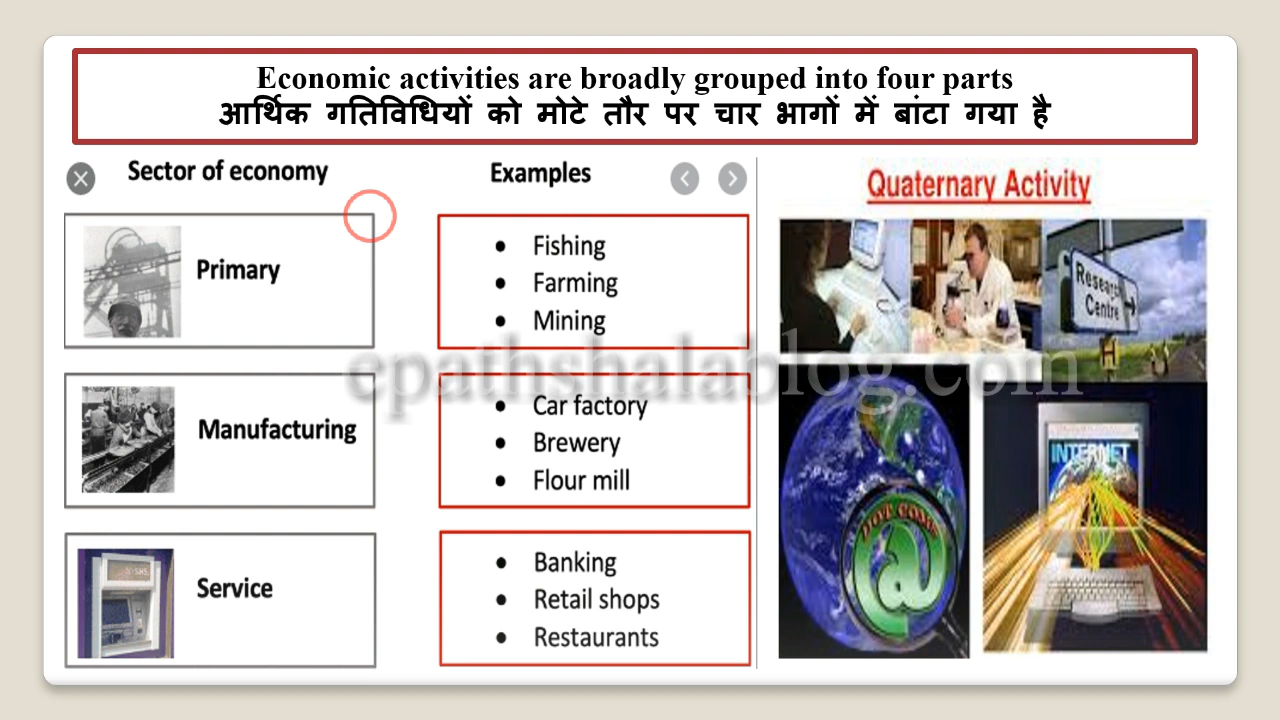 Economic activities are broadly grouped into four parts
आर्थिक गतिविधियों को मोटे तौर पर चार भागों में बांटा गया है
Sector of economy
Examples
Primary
Fishing
Farming
Mining
Manufacturing
Car factory
Brewery
Flour mill
Service
Banking
Retail shops
Restaurants
Quaternary Activity
Research
Centre
H
DOT COMS
@
INTERNET
epathshalablog.com